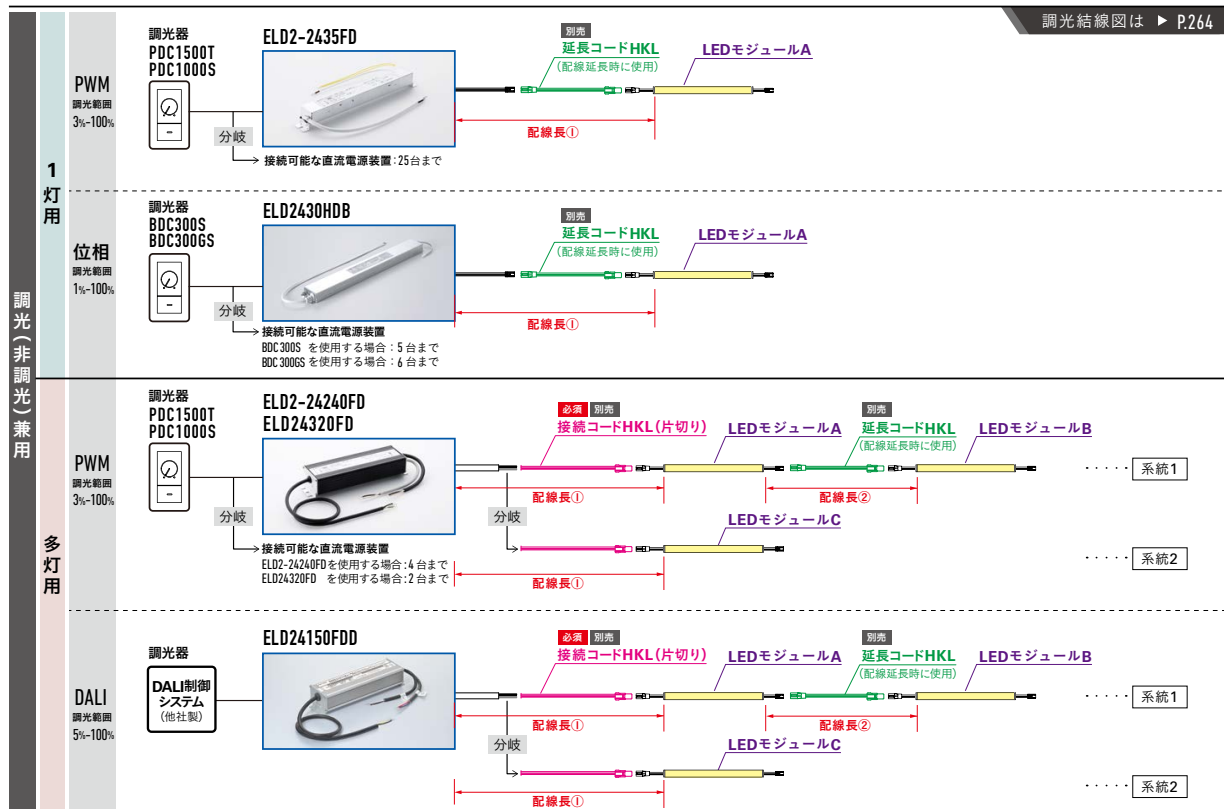 調光結線図は ▶ P.264
調光(非調光)兼用
1灯用
PWM
調光範囲
3%-100%
調光器
PDC1500T
PDC1000S
分岐
ELD2-2435FD
接続可能な直流電源装置:25台まで
別売
延長コードHKL
(配線延長時に使用)
LEDモジュールA
配線長①
位相
調光範囲
1%-100%
調光器
BDC300S
BDC300GS
分岐
ELD2430HDB
接続可能な直流電源装置
BDC300S を使用する場合:5台まで
BDC300GS を使用する場合:6台まで
別売
延長コードHKL
(配線延長時に使用)
LEDモジュールA
配線長①
多灯用
PWM
調光範囲
3%-100%
調光器
PDC1500T
PDC1000S
分岐
ELD2-24240FD
ELD24320FD
接続可能な直流電源装置
ELD2-24240FDを使用する場合:4台まで
ELD24320FD を使用する場合:2台まで
必須 別売
接続コードHKL(片切り)
LEDモジュールA
別売
延長コードHKL
(配線延長時に使用)
LEDモジュールB
・・・・・ 系統1
配線長①
配線長②
分岐
LEDモジュールC
・・・・・ 系統2
配線長①
DALI
調光範囲
5%-100%
調光器
DALI制御
システム
(他社製)
ELD24150FDD
必須 別売
接続コードHKL(片切り)
LEDモジュールA
別売
延長コードHKL
(配線延長時に使用)
LEDモジュールB
・・・・・ 系統1
配線長①
配線長②
分岐
LEDモジュールC
・・・・・ 系統2
配線長①